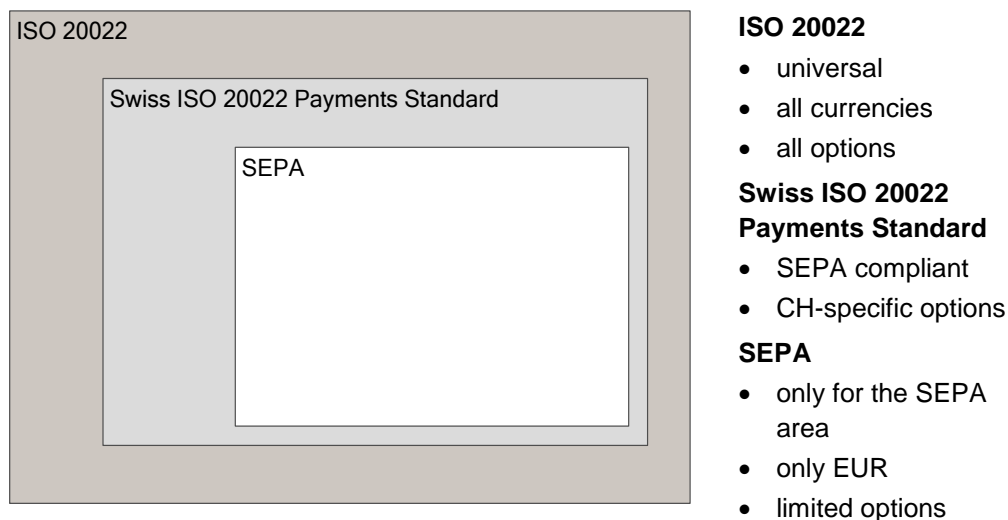 ISO 20022
Swiss ISO 20022 Payments Standard
SEPA
ISO 20022
• universal
• all currencies
• all options
Swiss ISO 20022
Payments Standard
• SEPA compliant
• CH-specific options
SEPA
• only for the SEPA
area
• only EUR
• limited options